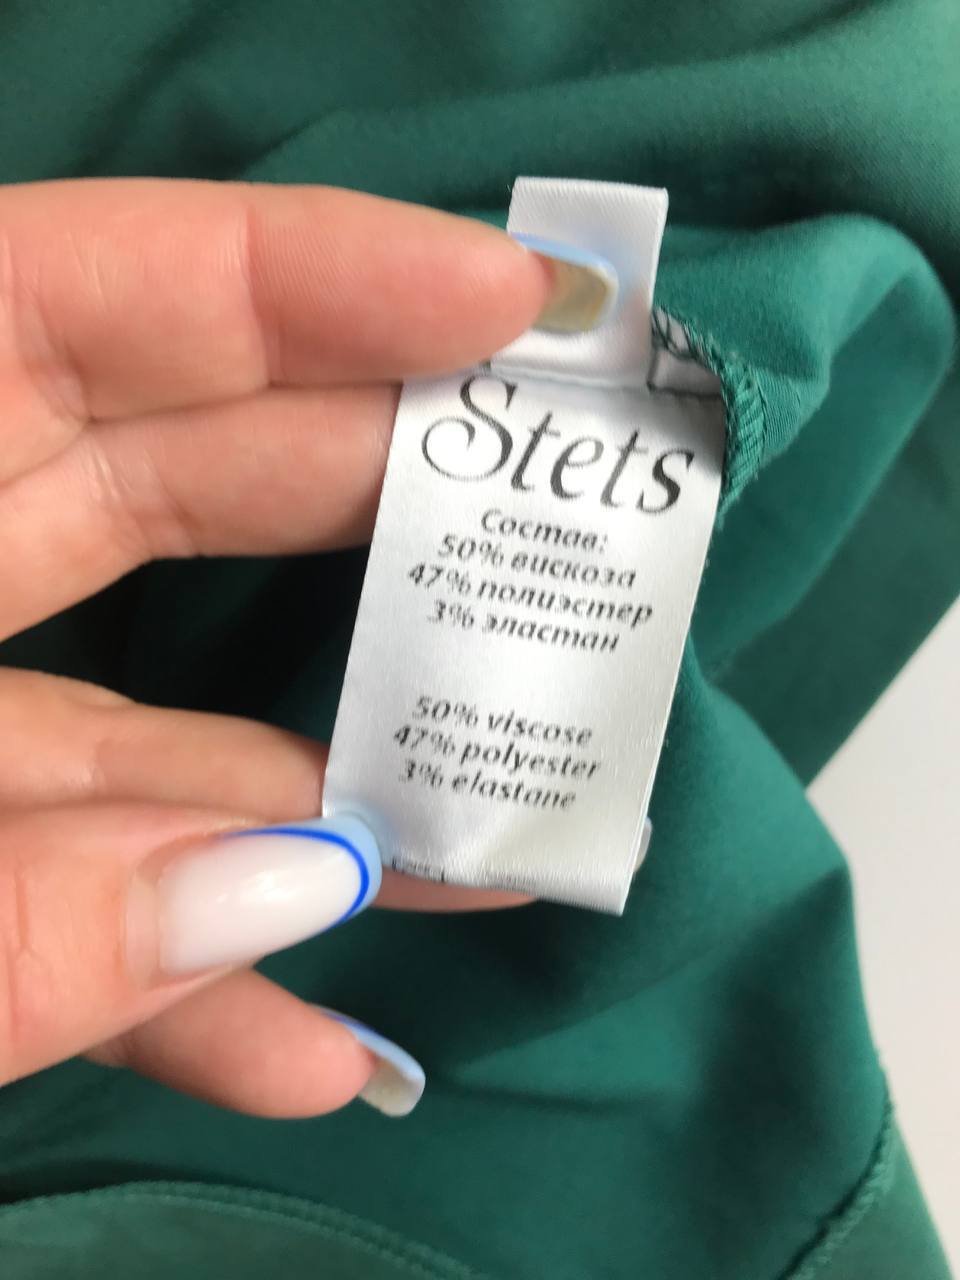 Stets
Состав:
50% вискоза
47% полиэстер
3% эластан
50% viscose
47% polyester
3% elastane